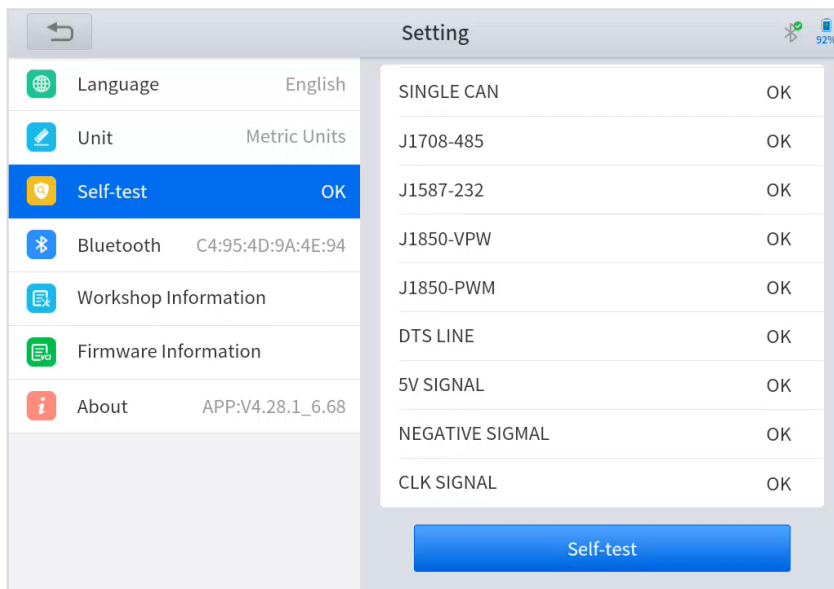 Setting
92%
Language English
Unit Metric Units
Self-test OK
Bluetooth C4:95:4D:9A:4E:94
Workshop Information
Firmware Information
About APP:V4.28.1_6.68
SINGLE CAN OK
J1708-485 OK
J1587-232 OK
J1850-VPW OK
J1850-PWM OK
DTS LINE OK
5V SIGNAL OK
NEGATIVE SIGMAL OK
CLK SIGNAL OK
Self-test